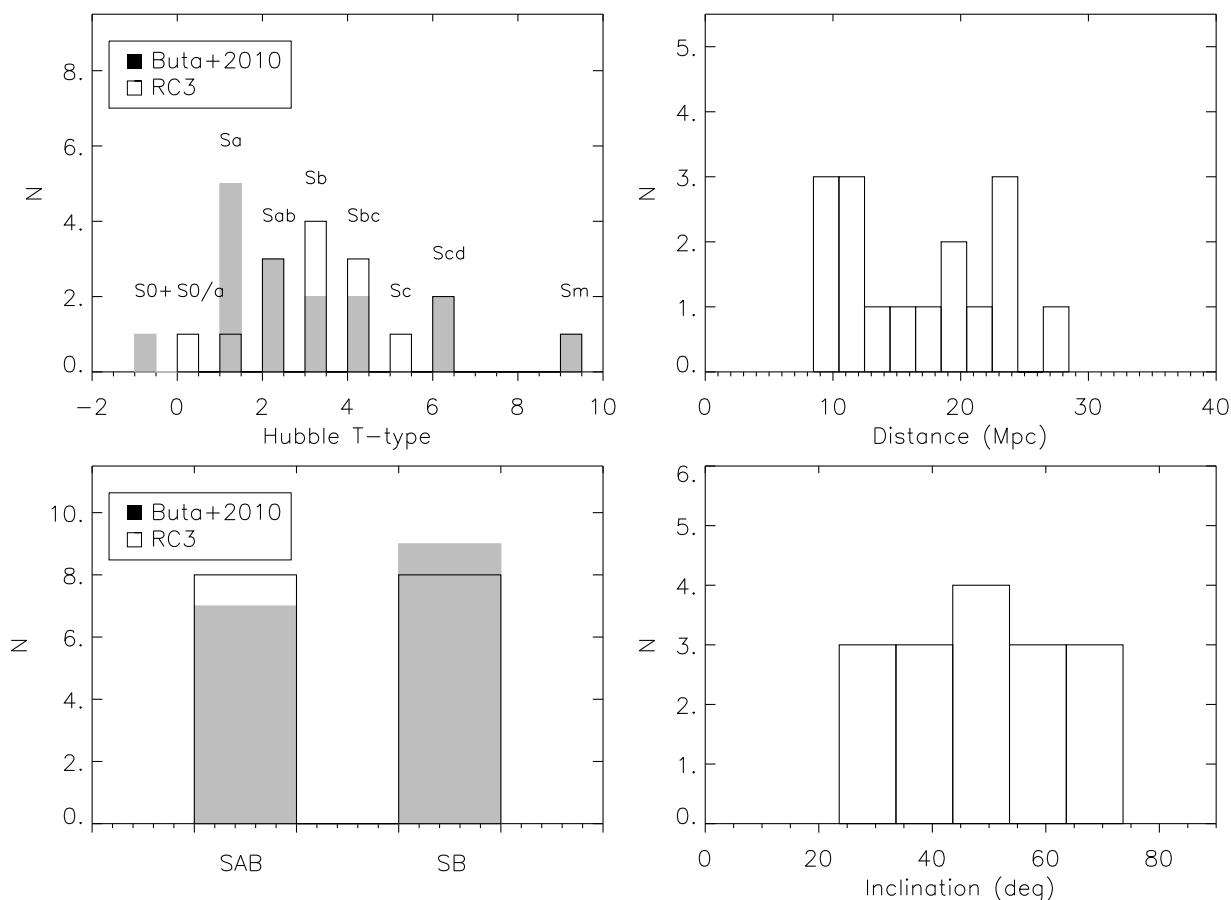 8.
6.
4.
2.
0.
N
Buta+2010
RC3
Sa
Sb
Sab
Sbc
Scd
S0+
S0/a
Sc
Sm
−2
0
2
4
6
8
10
Hubble T−type
5.
4.
3.
2.
1.
0.
N
0
10
20
30
40
Distance (Mpc)
10.
8.
6.
4.
2.
0.
N
Buta+2010
RC3
SAB
SB
6.
5.
4.
3.
2.
1.
0.
N
0
20
40
60
80
Inclination (deg)